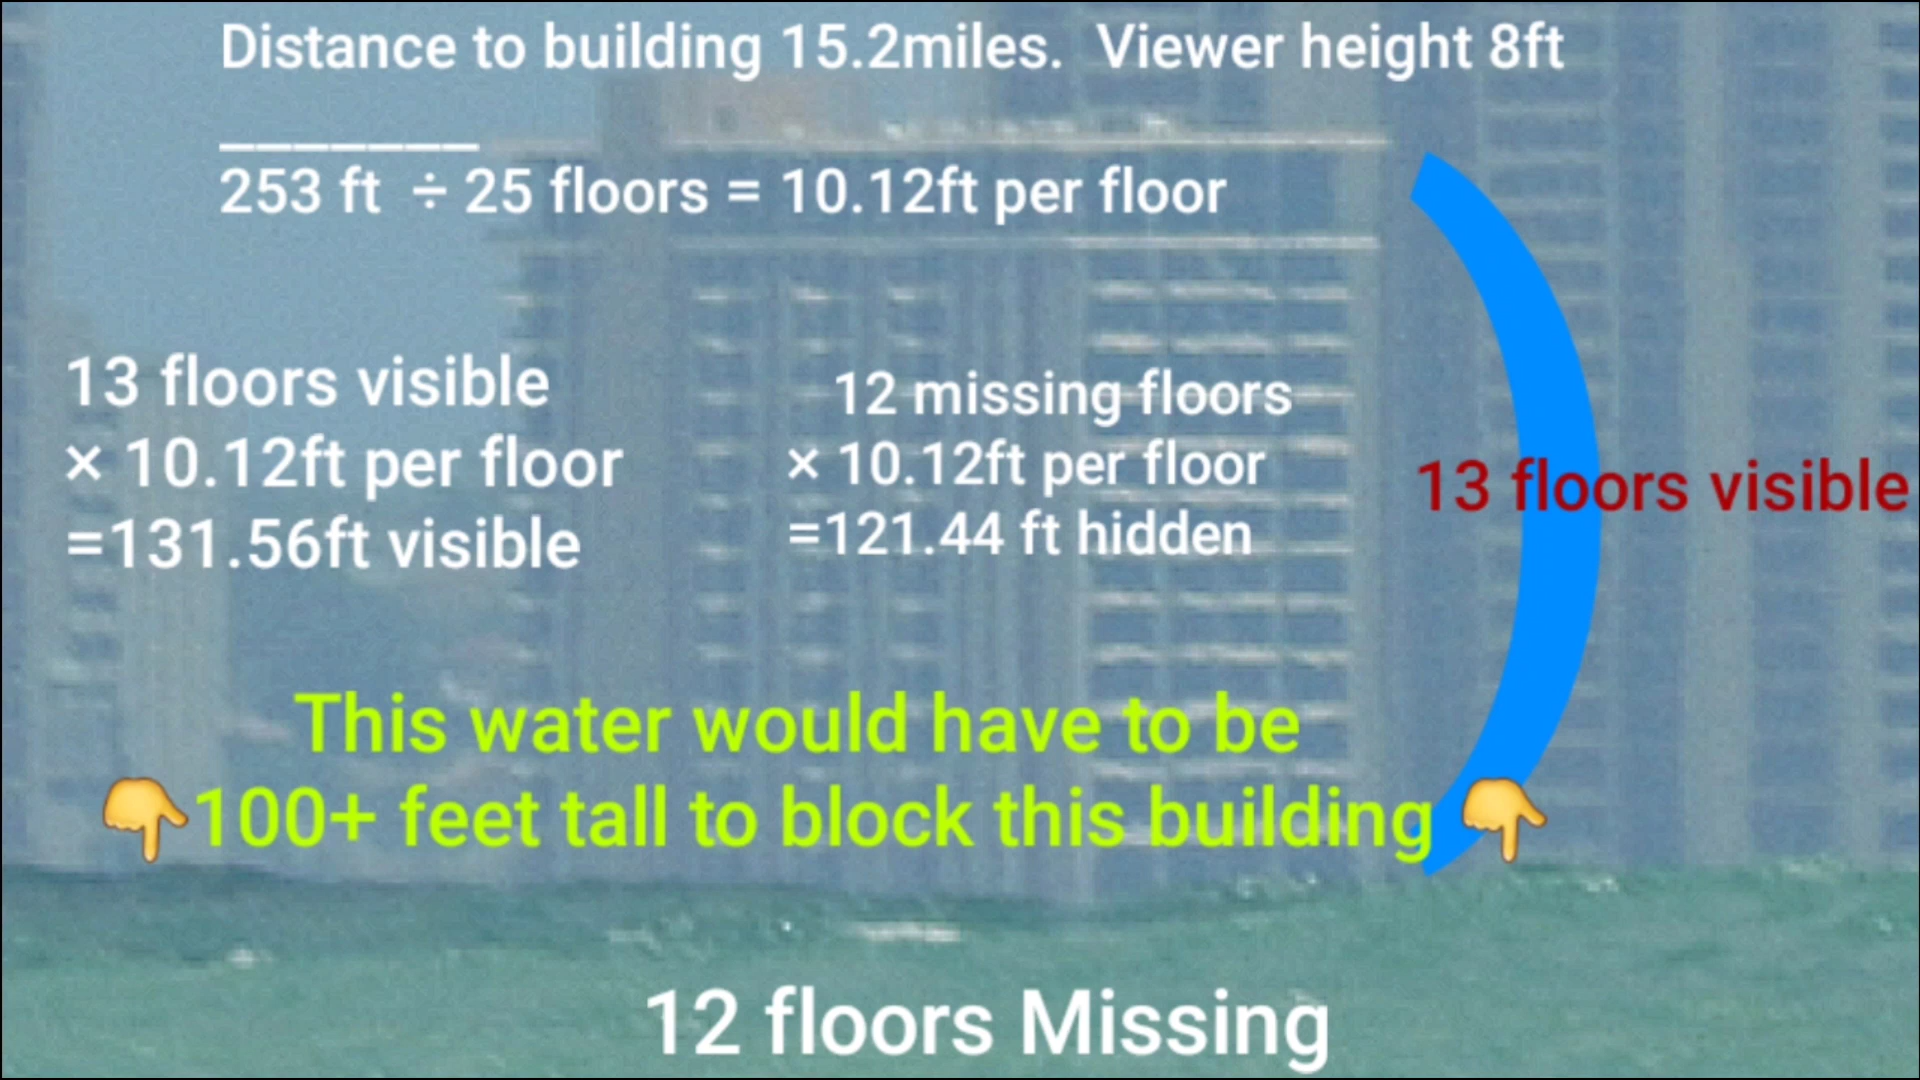 Distance to building 15.2miles. Viewer height 8ft
_______
253 ft ÷ 25 floors = 10.12ft per floor
13 floors visible
× 10.12ft per floor
=131.56ft visible
12 missing floors
× 10.12ft per floor
=121.44 ft hidden
13 floors visible
This water would have to be
👇100+ feet tall to block this building👇
12 floors Missing